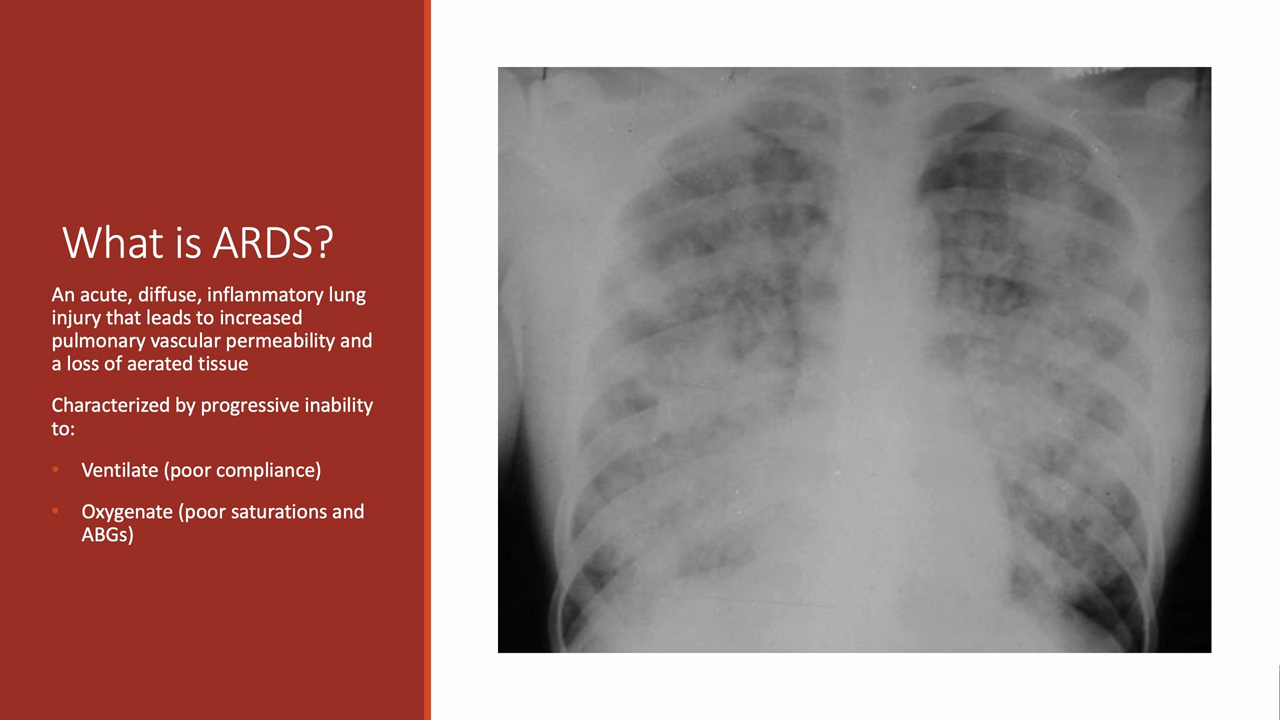 What is ARDS?
An acute, diffuse, inflammatory lung
injury that leads to increased
pulmonary vascular permeability and
a loss of aerated tissue
Characterized by progressive inability
to:
• Ventilate (poor compliance)
• Oxygenate (poor saturations and
ABGs)